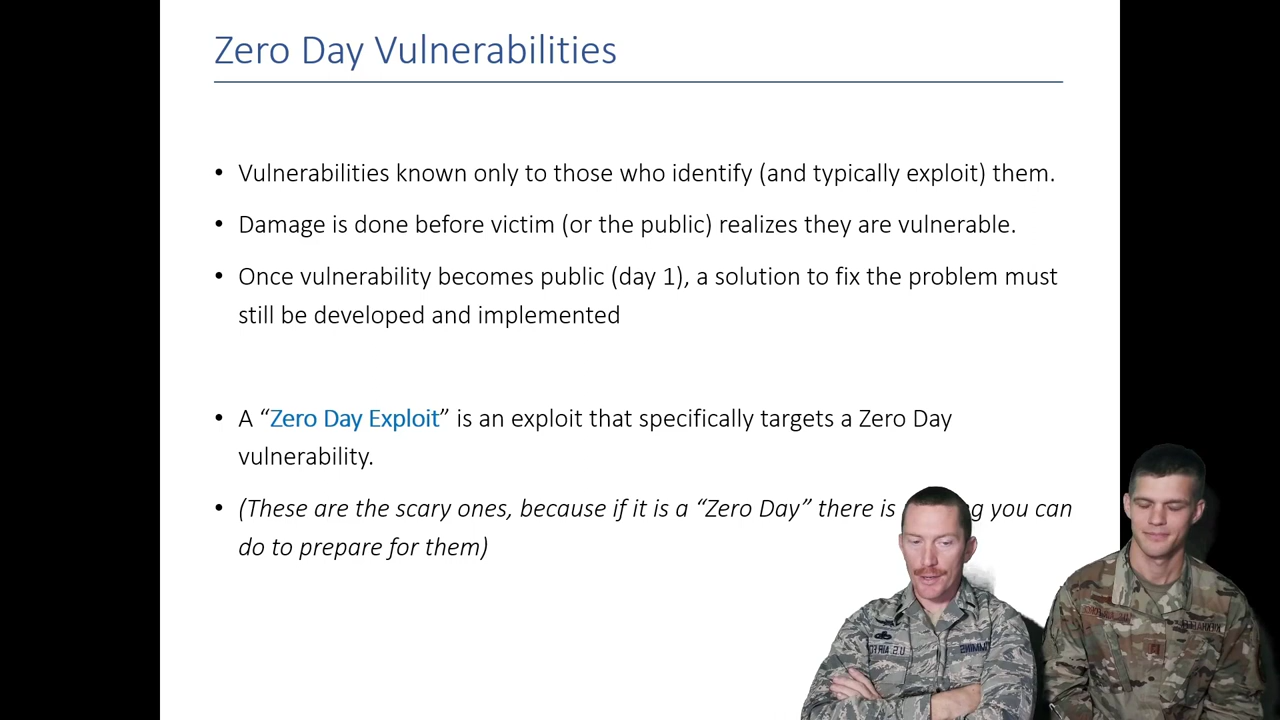 Zero Day Vulnerabilities
• Vulnerabilities known only to those who identify (and typically exploit) them.
• Damage is done before victim (or the public) realizes they are vulnerable.
• Once vulnerability becomes public (day 1), a solution to fix the problem must
still be developed and implemented
• A “Zero Day Exploit” is an exploit that specifically targets a Zero Day
vulnerability.
• (These are the scary ones, because if it is a “Zero Day” there is you can
do to prepare for them)